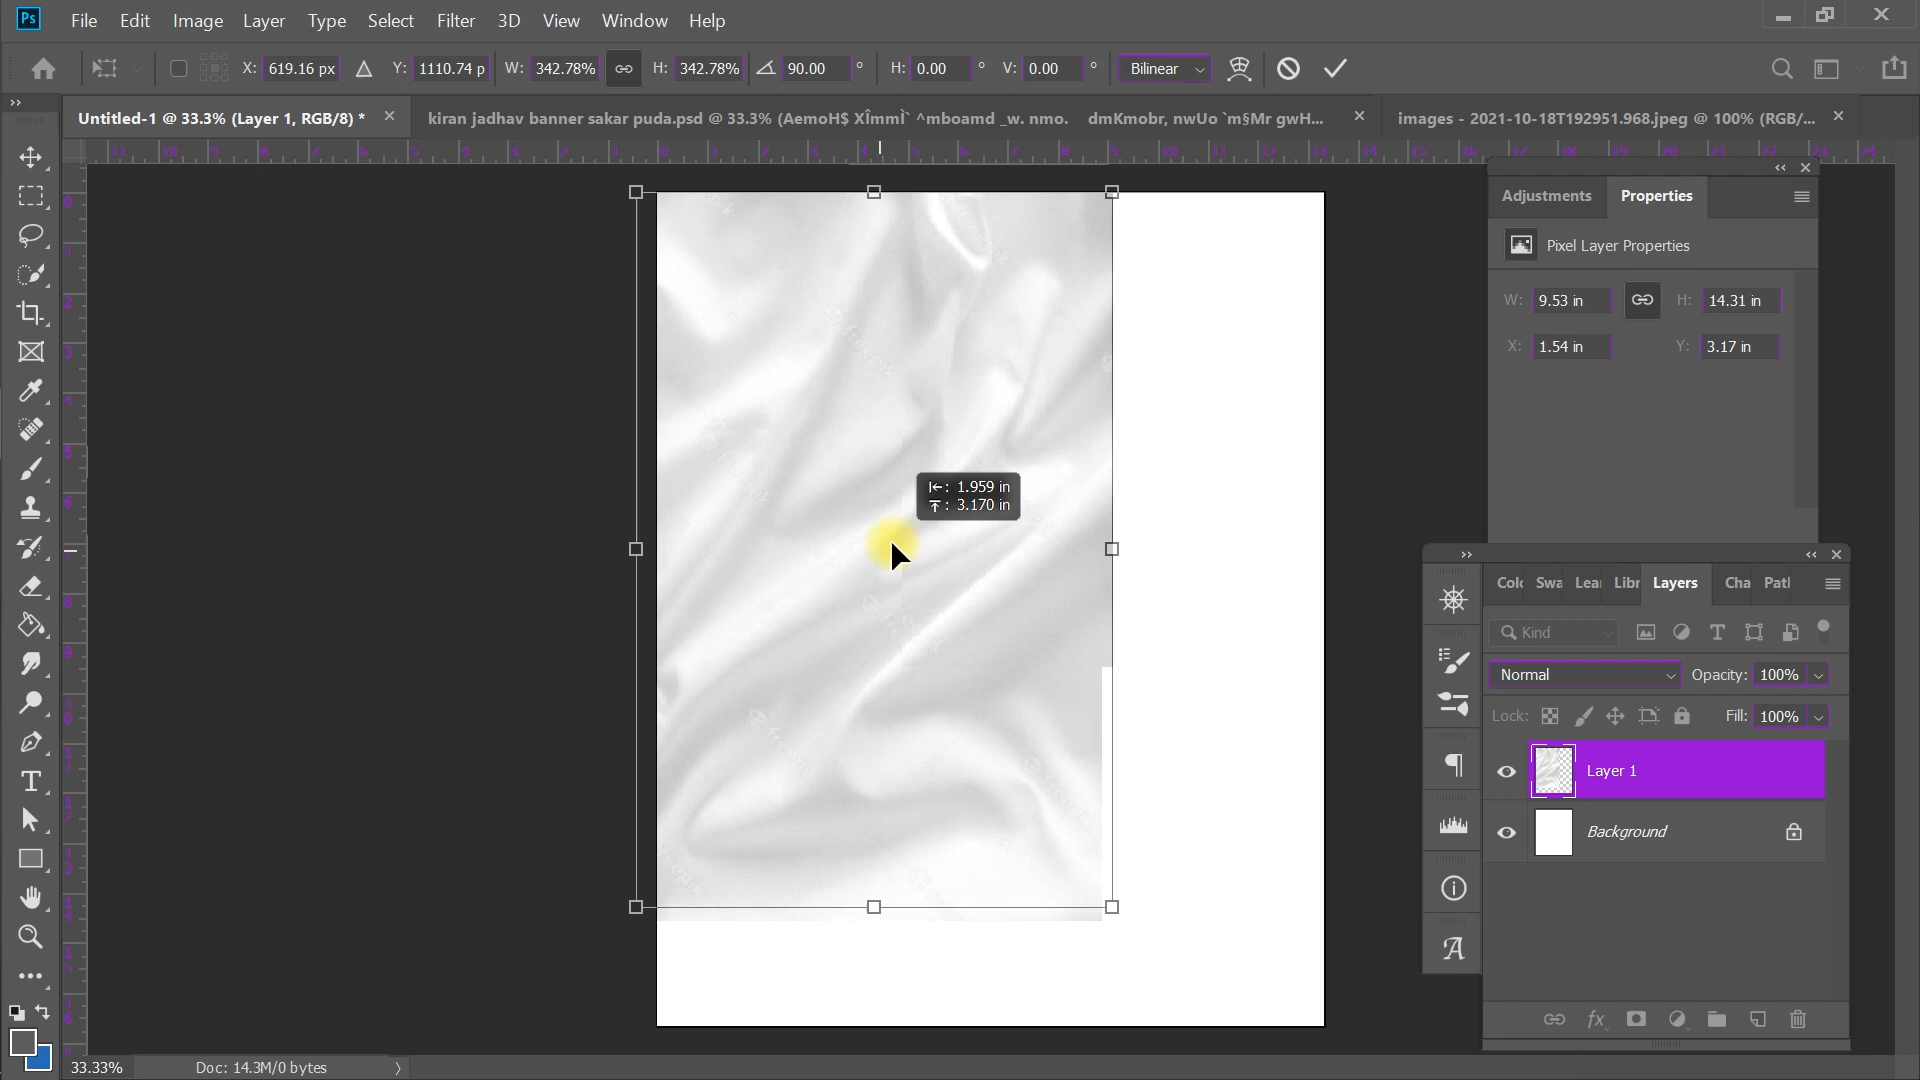 Ps File Edit Image Layer Type Select Filter 3D View Window Help
X: 619.16 px Y: 1110.74 p W: 342.78% H: 342.78% 90.00 ° H: 0.00 ° V: 0.00 ° Bilinear
Untitled-1 @ 33.3% (Layer 1, RGB/8) * kiran jadhav banner sakar puda.psd @ 33.3% (AemoH$ XÎmmÌ` ^mboamd _w. nmo. dmKmobr, nwUo `m§Mr gwH... images - 2021-10-18T192951.968.jpeg @ 100% (RGB/...
Adjustments Properties
Pixel Layer Properties
W: 9.53 in H: 14.31 in
X: 1.54 in Y: 3.17 in
: 1.959 in
: 3.170 in
Colo Swa Lea Libr Layers Cha Patl
Kind
Normal Opacity: 100%
Lock: Fill: 100%
Layer 1
Background
33.33% Doc: 14.3M/0 bytes